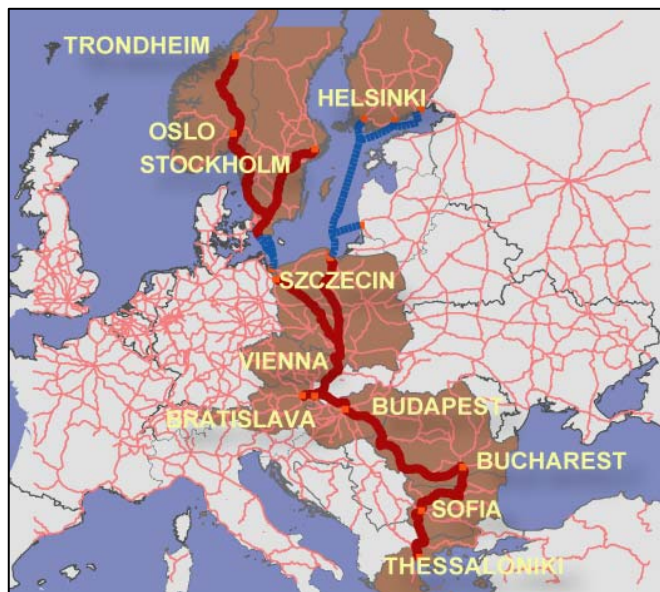 TRONDHEIM
HELSINKI
OSLO
STOCKHOLM
SZCZECIN
VIENNA
BRATISLAVA
BUDAPEST
BUCHAREST
SOFIA
THESSALONIKI